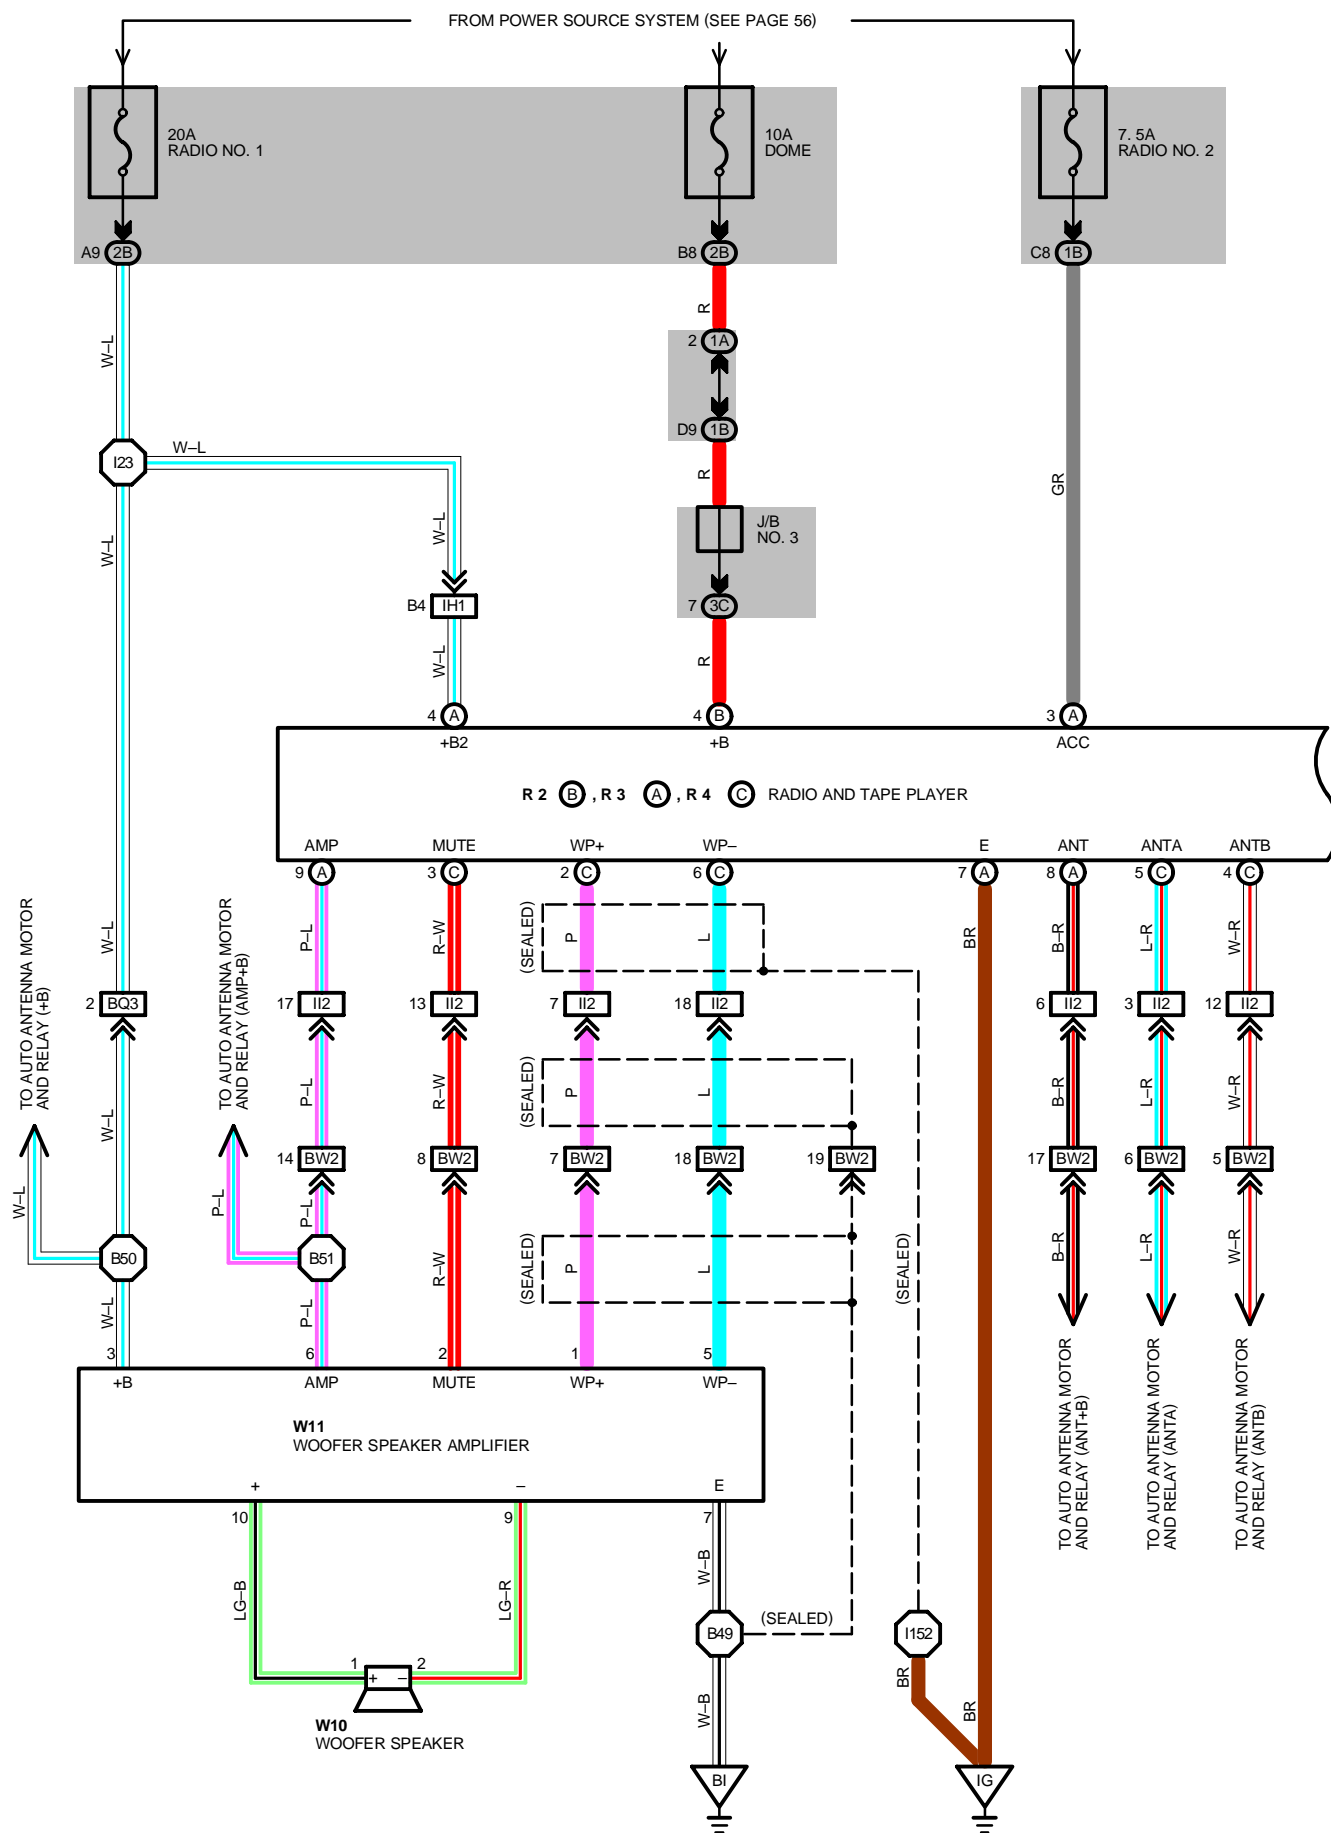 FROM POWER SOURCE SYSTEM (SEE PAGE 56)
20A
RADIO NO. 1
10A
DOME
7. 5A
RADIO NO. 2
A9 2B
B8 2B
C8 1B
W–L
R
2 1A
D9 1B
I23
W–L
W–L
W–L
R
GR
J/B
NO. 3
B4 IH1
7 3C
W–L
R
4 A
4 B
3 A
+B2
+B
ACC
R 2 B , R 3 A , R 4 C RADIO AND TAPE PLAYER
AMP
MUTE
WP+
WP–
E
ANT
ANTA
ANTB
9 A
3 C
2 C
6 C
7 A
8 A
5 C
4 C
TO AUTO ANTENNA MOTOR
AND RELAY (+B)
W–L
TO AUTO ANTENNA MOTOR
AND RELAY (AMP+B)
P–L
R–W
(SEALED)
P
L
BR
B–R
L–R
W–R
2 BQ3
17 II2
13 II2
7 II2
18 II2
6 II2
3 II2
12 II2
W–L
P–L
R–W
(SEALED)
P
L
B–R
L–R
W–R
14 BW2
8 BW2
7 BW2
18 BW2
19 BW2
17 BW2
6 BW2
5 BW2
W–L
P–L
P–L
R–W
(SEALED)
P
L
(SEALED)
B–R
L–R
W–R
B50
B51
W–L
P–L
3
6
2
1
5
+B
AMP
MUTE
WP+
WP–
W11
WOOFER SPEAKER AMPLIFIER
+
–
E
10
9
7
TO AUTO ANTENNA MOTOR
AND RELAY (ANT+B)
TO AUTO ANTENNA MOTOR
AND RELAY (ANTA)
TO AUTO ANTENNA MOTOR
AND RELAY (ANTB)
LG–B
LG–R
W–B
B49
(SEALED)
I152
1
2
+ –
W–B
BR
BR
W10
WOOFER SPEAKER
BI
IG